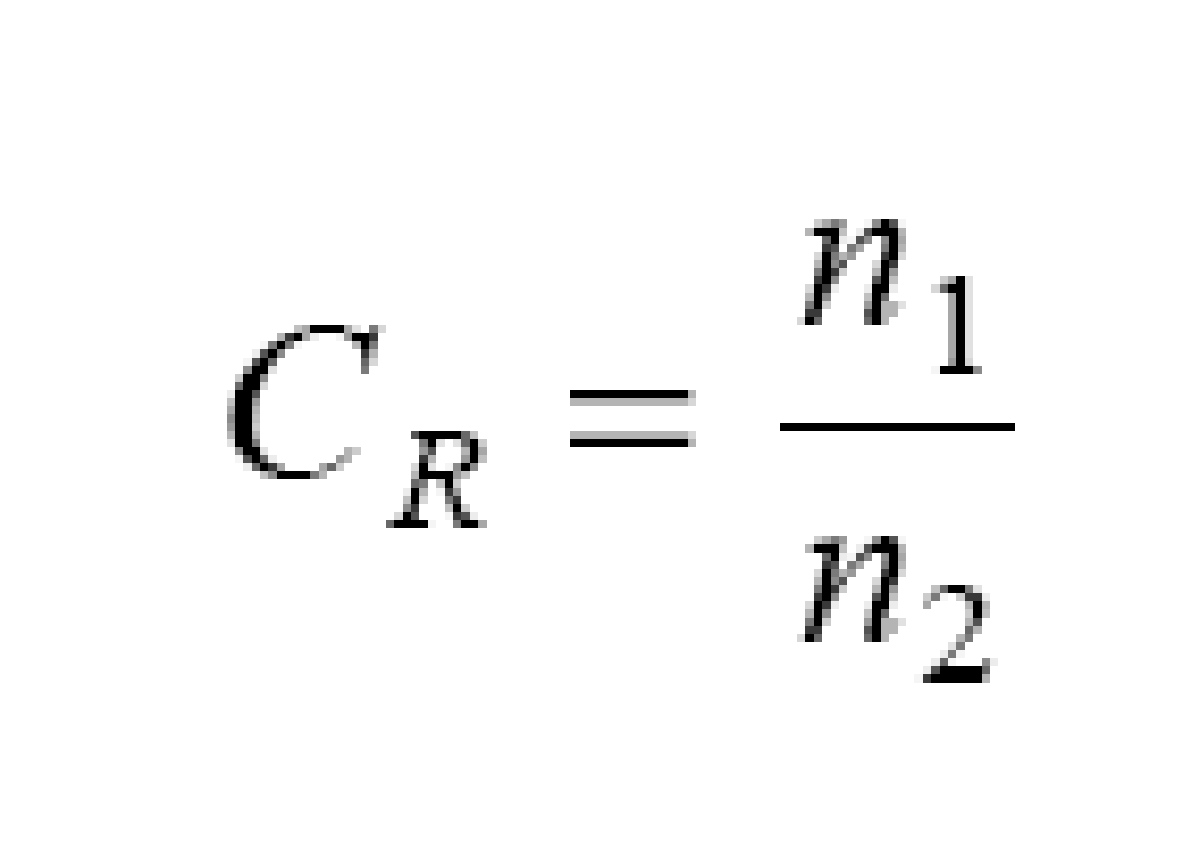 C_R = n_1 / n_2